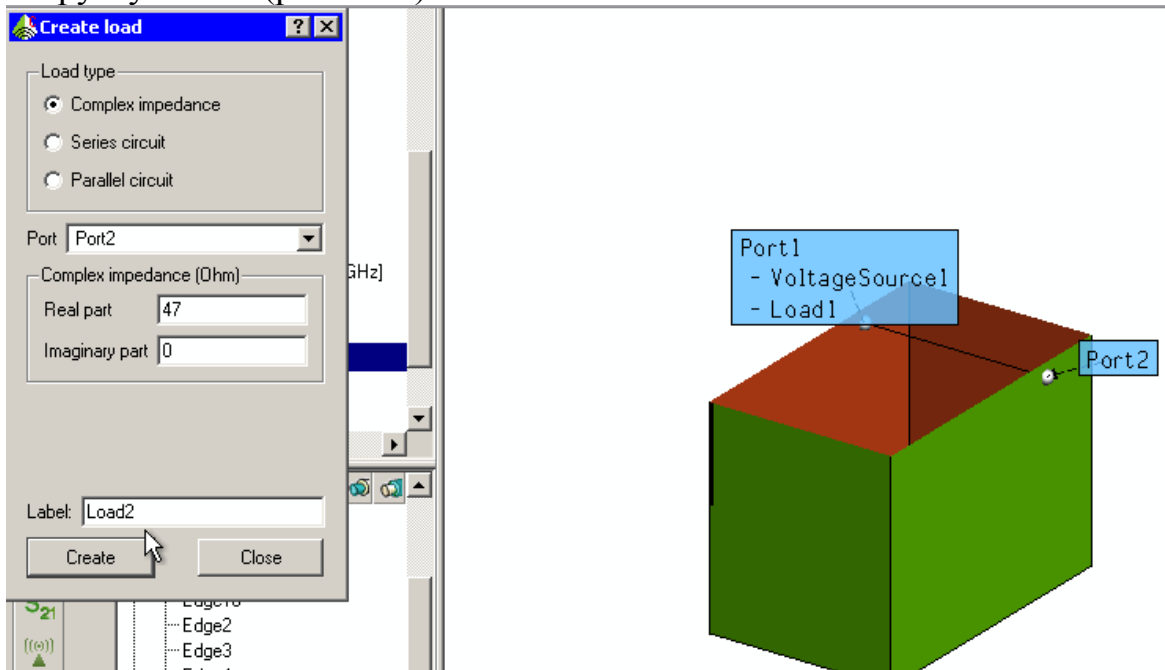 Create load
Load type
Complex impedance
Series circuit
Parallel circuit
Port Port2
Complex impedance (Ohm)
Real part 47
Imaginary part 0
Label: Load2
Create Close
GHz]
S21
Edge2
Edge3
Port1
- VoltageSource1
- Load1
Port2